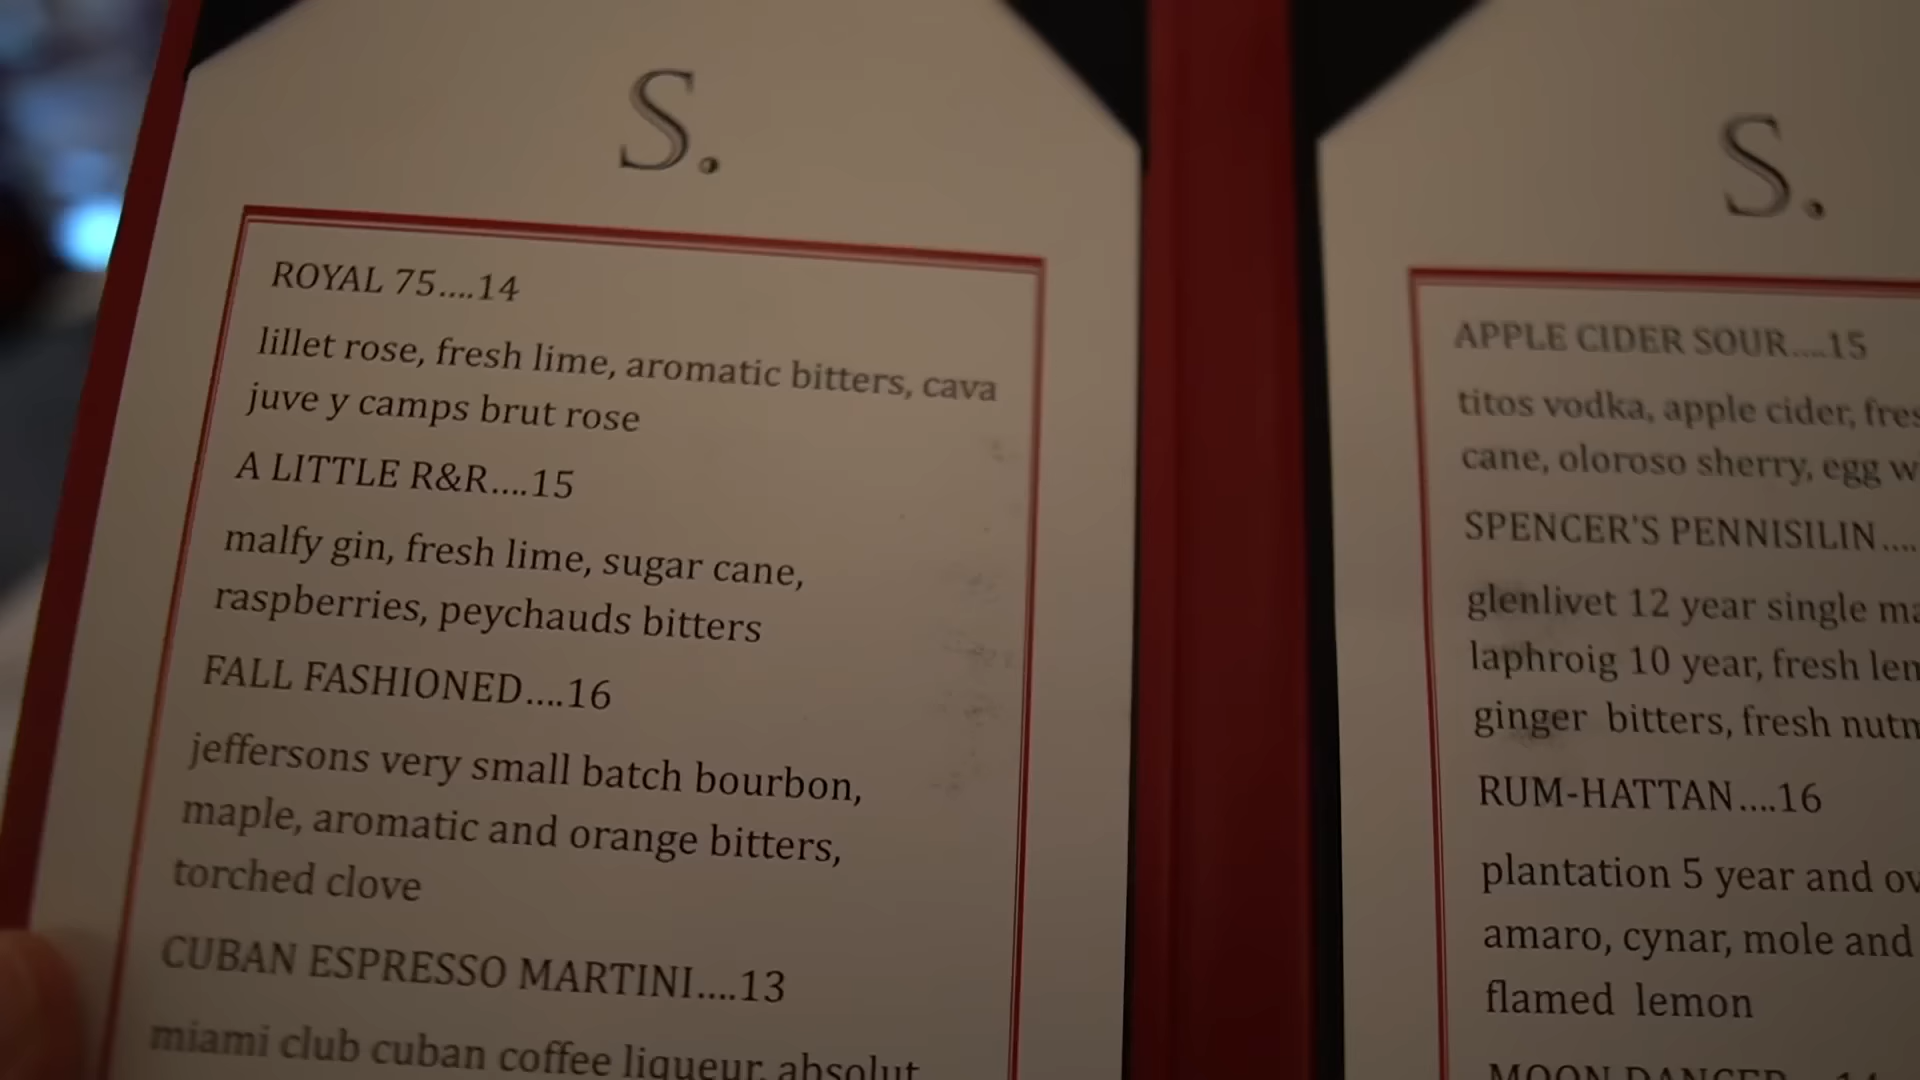 S.
ROYAL 75....14
lillet rose, fresh lime, aromatic bitters, cava
juve y camps brut rose
A LITTLE R&R....15
malfy gin, fresh lime, sugar cane,
raspberries, peychauds bitters
FALL FASHIONED....16
jeffersons very small batch bourbon,
maple, aromatic and orange bitters,
torched clove
CUBAN ESPRESSO MARTINI....13
miami club cuban coffee liqueur, absolut
S.
APPLE CIDER SOUR....15
titos vodka, apple cider,
cane, oloroso sherry, egg
SPENCER'S PENNISILIN....
glenlivet 12 year single
laphroig 10 year, fresh
ginger bitters, fresh
RUM-HATTAN....16
plantation 5 year and
amaro, cynar, mole and
flamed lemon
MOON DANCER....14